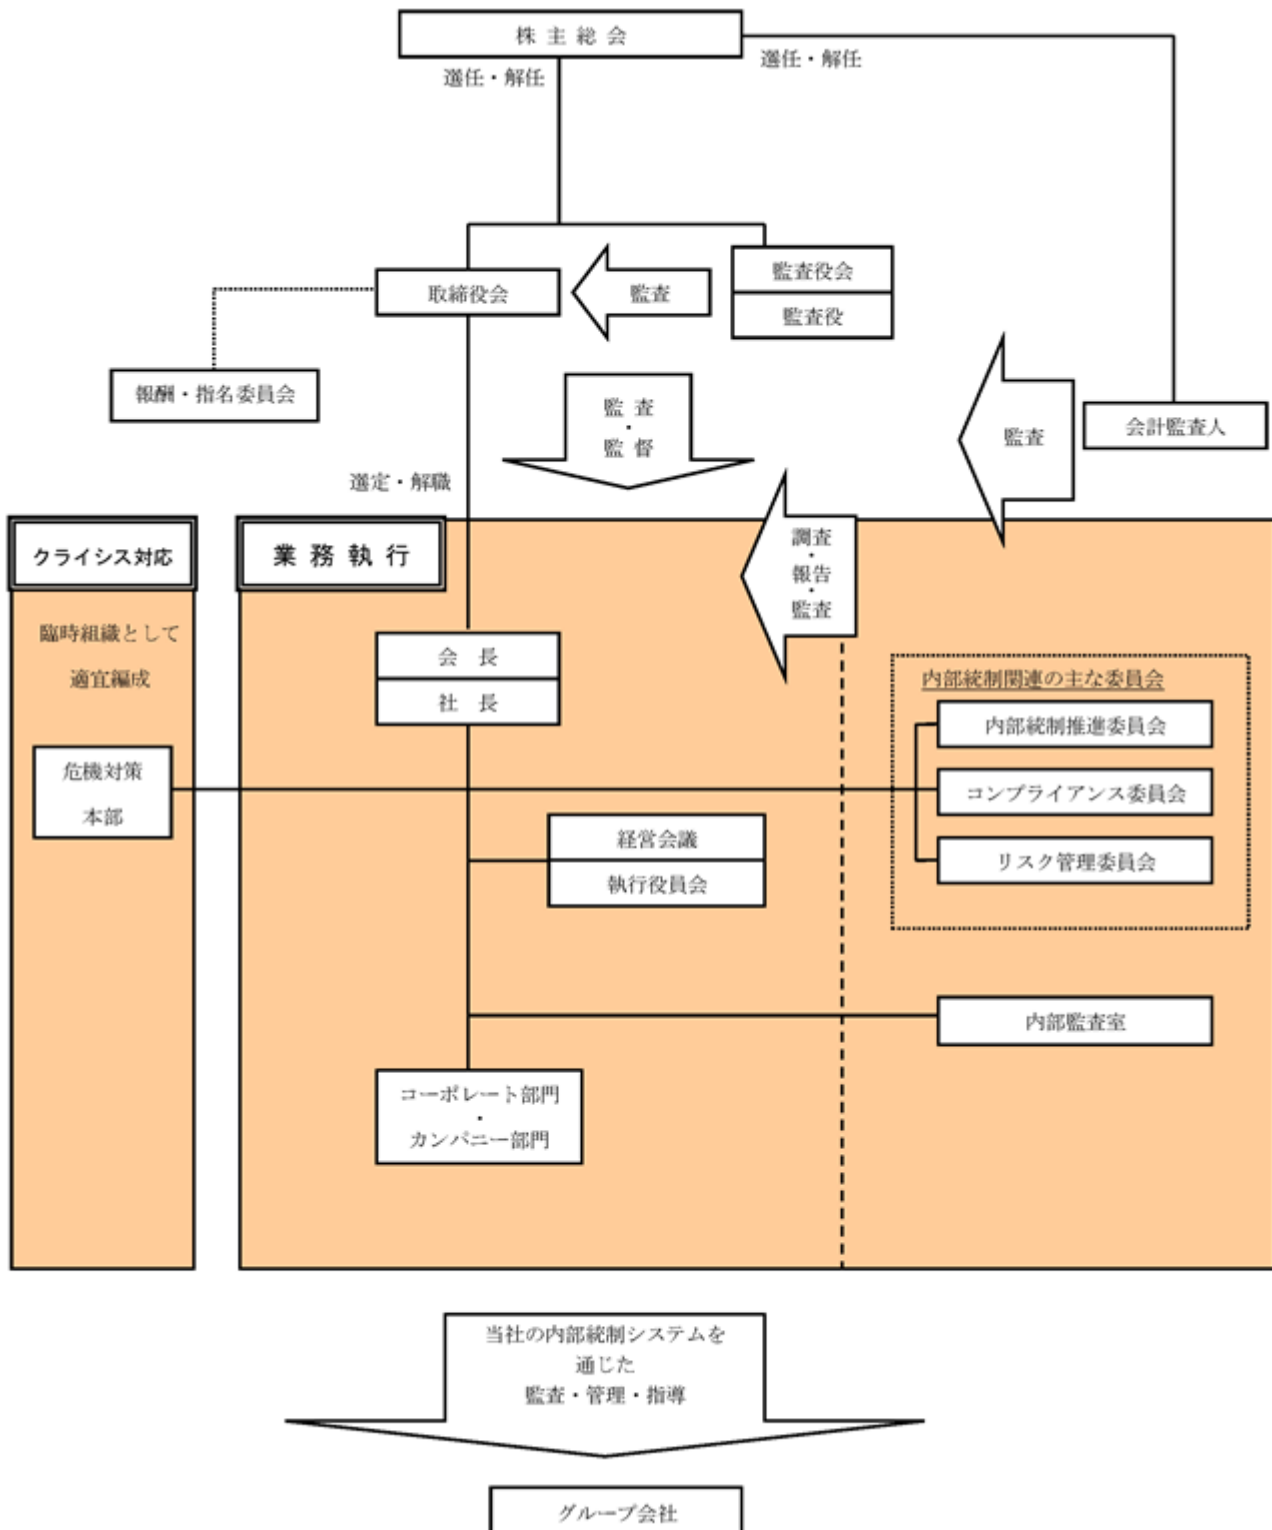 株 主 総 会
選任・解任
選任・解任
取締役会
監査
監査役会
監査役
報酬・指名委員会
監 査
・
監 督
監査
会計監査人
選定・解職
クライシス対応
業 務 執 行
調査
・
報告
・
監査
臨時組織として
適宜編成
会 長
社 長
内部統制関連の主な委員会
内部統制推進委員会
危機対策
本部
コンプライアンス委員会
経営会議
執行役員会
リスク管理委員会
内部監査室
コーポレート部門
・
カンパニー部門
当社の内部統制システムを
通じた
監査・管理・指導
グループ会社